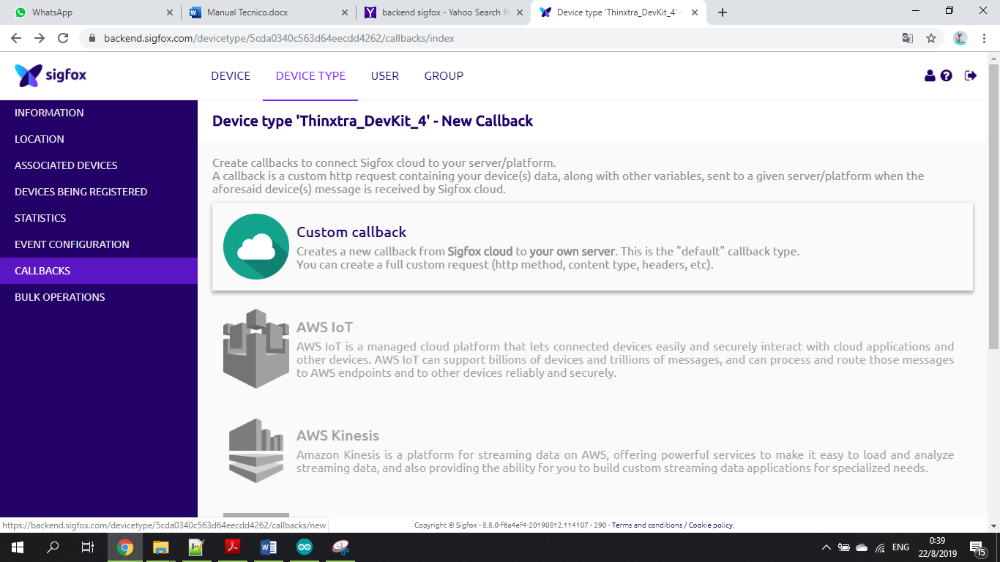 WhatsApp
Manual Tecnico.docx
backend sigfox - Yahoo Search R
Device type 'Thinxtra_DevKit_4' -
backend.sigfox.com/devicetype/5cda0340c563d64eecdd4262/callbacks/index
sigfox
DEVICE
DEVICE TYPE
USER
GROUP
INFORMATION
LOCATION
ASSOCIATED DEVICES
DEVICES BEING REGISTERED
STATISTICS
EVENT CONFIGURATION
CALLBACKS
BULK OPERATIONS
Device type 'Thinxtra_DevKit_4' - New Callback
Create callbacks to connect Sigfox cloud to your server/platform.
A callback is a custom http request containing your device(s) data, along with other variables, sent to a given server/platform when the
aforesaid device(s) message is received by Sigfox cloud.
Custom callback
Creates a new callback from Sigfox cloud to your own server. This is the "default" callback type.
You can create a full custom request (http method, content type, headers, etc).
AWS IoT
AWS IoT is a managed cloud platform that lets connected devices easily and securely interact with cloud applications and
other devices. AWS IoT can support billions of devices and trillions of messages, and can process and route those messages
to AWS endpoints and to other devices reliably and securely.
AWS Kinesis
Amazon Kinesis is a platform for streaming data on AWS, offering powerful services to make it easy to load and analyze
streaming data, and also providing the ability for you to build custom streaming data applications for specialized needs.
https://backend.sigfox.com/devicetype/5cda0340c563d64eecdd4262/callbacks/new
Copyright © Sigfox - 8.8.0-f6a4ef4-20190812.114107 - 290 - Terms and conditions / Cookie policy.
ENG
0:39
22/8/2019
15